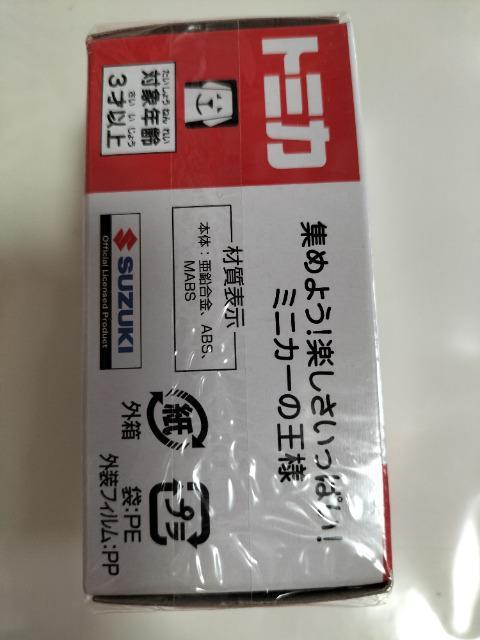 トミカ
たいしょうねんれい
対象年齢
さいいじょう
3才以上
集めよう!楽しさいっぱい!
ミニカーの王様
材質表示
本体:亜鉛合金、ABS、
MABS
SUZUKI
Official Licensed Product
紙
外箱
プラ
袋:PE
外装フィルム:PP